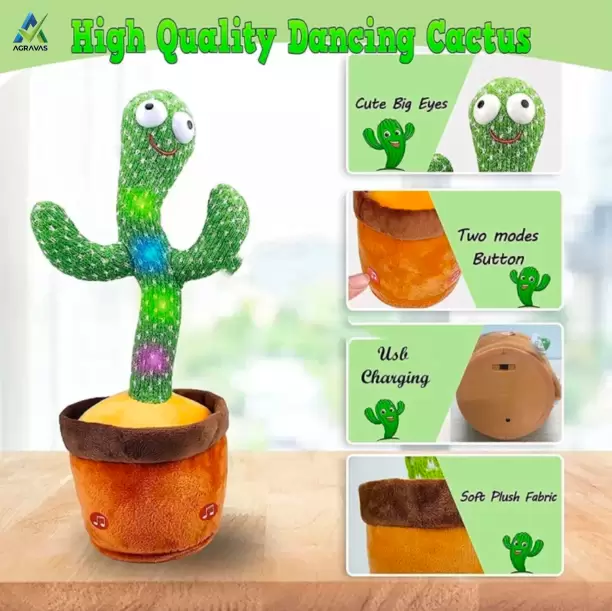 AGRAVAS
High Quality Dancing Cactus
Cute Big Eyes
Two modes
Button
Usb
Charging
Soft Plush Fabric